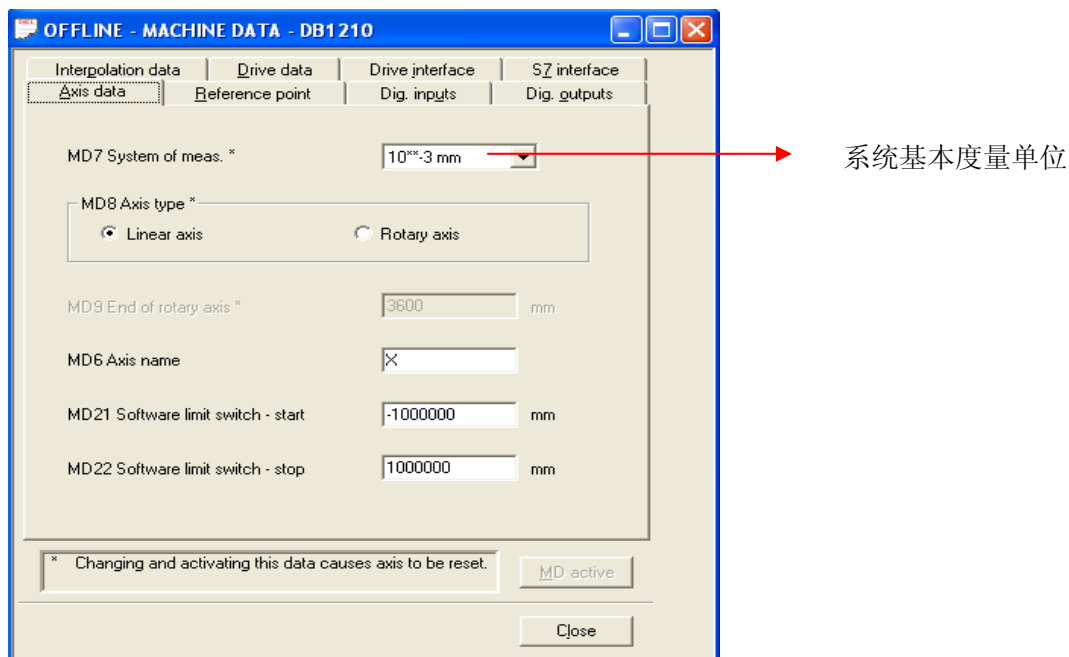 OFFLINE - MACHINE DATA - DB1210
Interpolation data Drive data Drive interface S7 interface
Axis data Reference point Dig. inputs Dig. outputs
MD7 System of meas. * 10**-3 mm 系统基本度量单位
MD8 Axis type *
Linear axis Rotary axis
MD9 End of rotary axis * 3600 mm
MD6 Axis name X
MD21 Software limit switch - start -1000000 mm
MD22 Software limit switch - stop 1000000 mm
* Changing and activating this data causes axis to be reset. MD active
Close